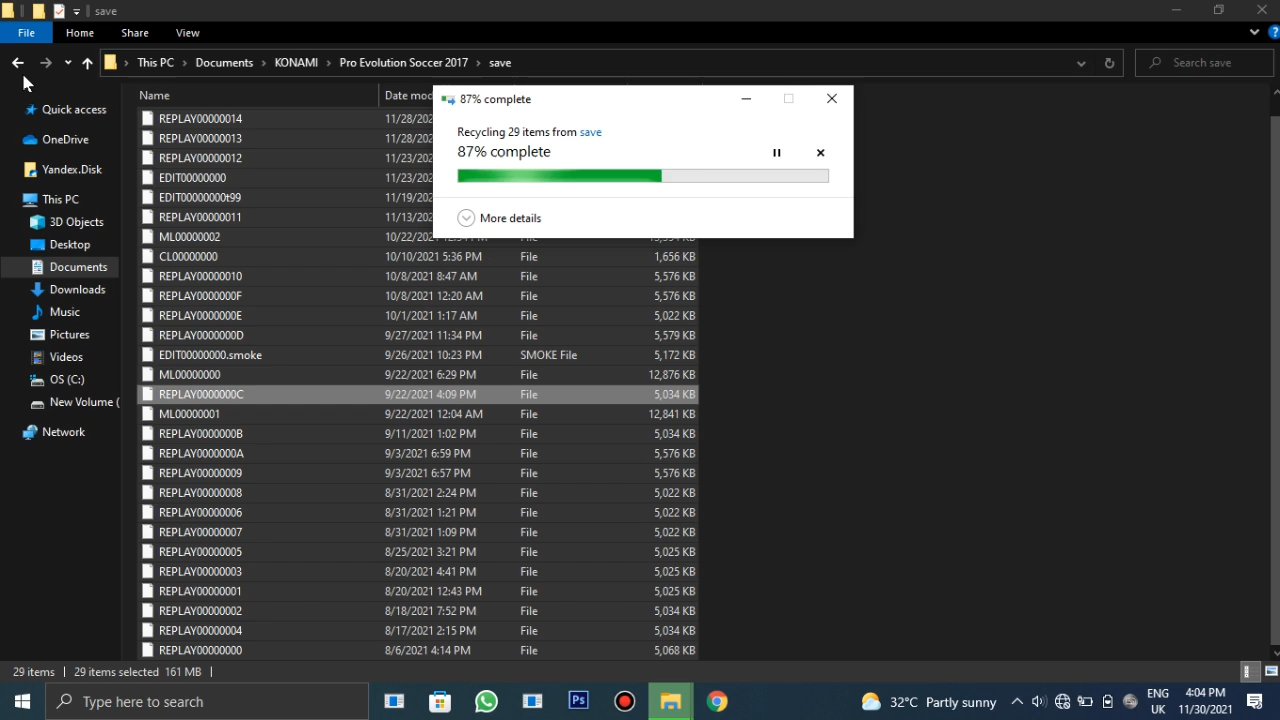 save
File Home Share View
This PC Documents KONAMI Pro Evolution Soccer 2017 save Search save
Name Date mod
87% complete
Recycling 29 items from save
87% complete
More details
Quick access
OneDrive
Yandex.Disk
This PC
3D Objects
Desktop
Documents
Downloads
Music
Pictures
Videos
OS (C:)
New Volume (
Network
REPLAY00000014 11/28/202
REPLAY00000013 11/28/202
REPLAY00000012 11/23/202
EDIT00000000 11/23/202
EDIT00000000t99 11/19/202
REPLAY00000011 11/13/202
ML00000002 10/22/202
CL00000000 10/10/2021 5:36 PM File 1,656 KB
REPLAY00000010 10/8/2021 8:47 AM File 5,576 KB
REPLAY0000000F 10/8/2021 12:20 AM File 5,576 KB
REPLAY0000000E 10/1/2021 1:17 AM File 5,022 KB
REPLAY0000000D 9/27/2021 11:34 PM File 5,579 KB
EDIT00000000.smoke 9/26/2021 10:23 PM SMOKE File 5,172 KB
ML00000000 9/22/2021 6:29 PM File 12,876 KB
REPLAY0000000C 9/22/2021 4:09 PM File 5,034 KB
ML00000001 9/22/2021 12:04 AM File 12,841 KB
REPLAY0000000B 9/11/2021 1:02 PM File 5,034 KB
REPLAY0000000A 9/3/2021 6:59 PM File 5,576 KB
REPLAY00000009 9/3/2021 6:57 PM File 5,576 KB
REPLAY00000008 8/31/2021 2:24 PM File 5,022 KB
REPLAY00000006 8/31/2021 1:21 PM File 5,022 KB
REPLAY00000007 8/31/2021 1:09 PM File 5,022 KB
REPLAY00000005 8/25/2021 3:21 PM File 5,025 KB
REPLAY00000003 8/20/2021 4:41 PM File 5,025 KB
REPLAY00000001 8/20/2021 12:43 PM File 5,025 KB
REPLAY00000002 8/18/2021 7:52 PM File 5,034 KB
REPLAY00000004 8/17/2021 2:15 PM File 5,034 KB
REPLAY00000000 8/6/2021 4:14 PM File 5,068 KB
29 items 29 items selected 161 MB
Type here to search Ps 32°C Partly sunny ENG 4:04 PM
UK 11/30/2021